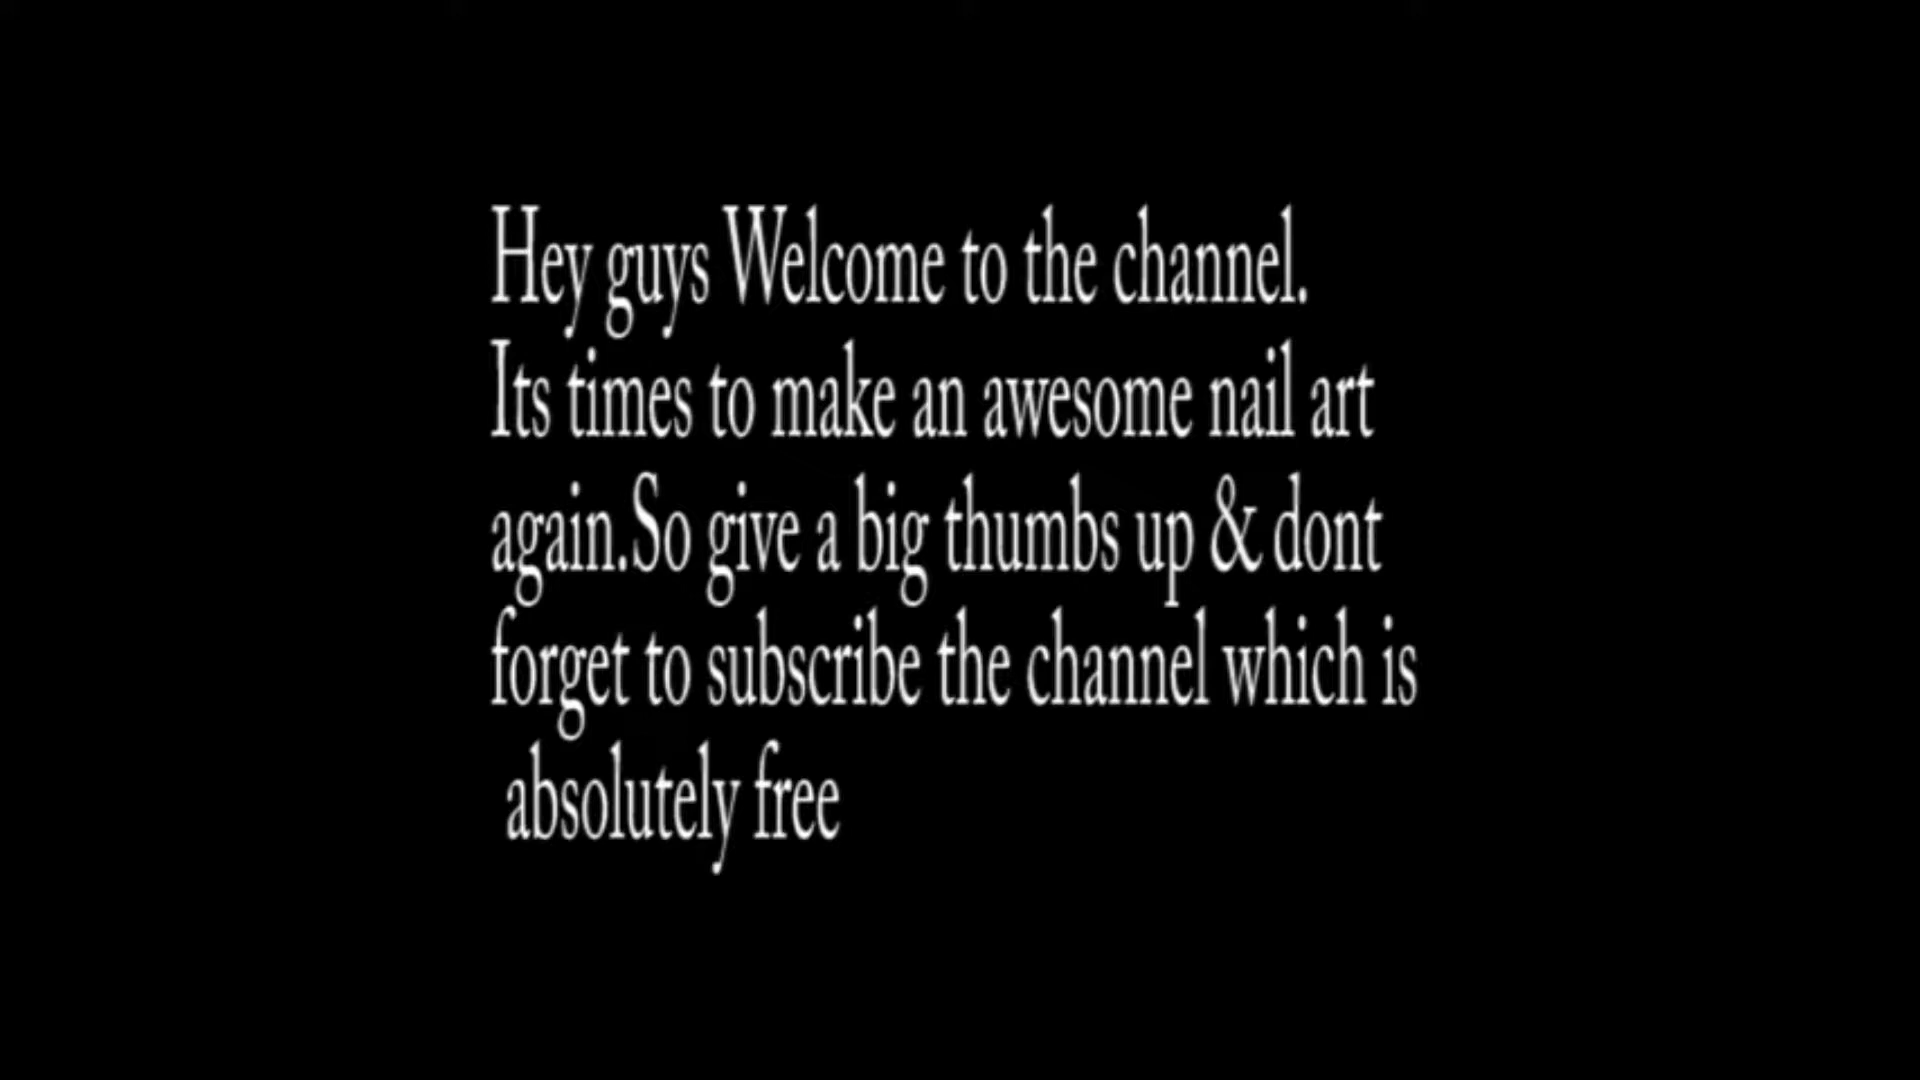 Hey guys Welcome to the channel.
Its times to make an awesome nail art
again.So give a big thumbs up & dont
forget to subscribe the channel which is
absolutely free